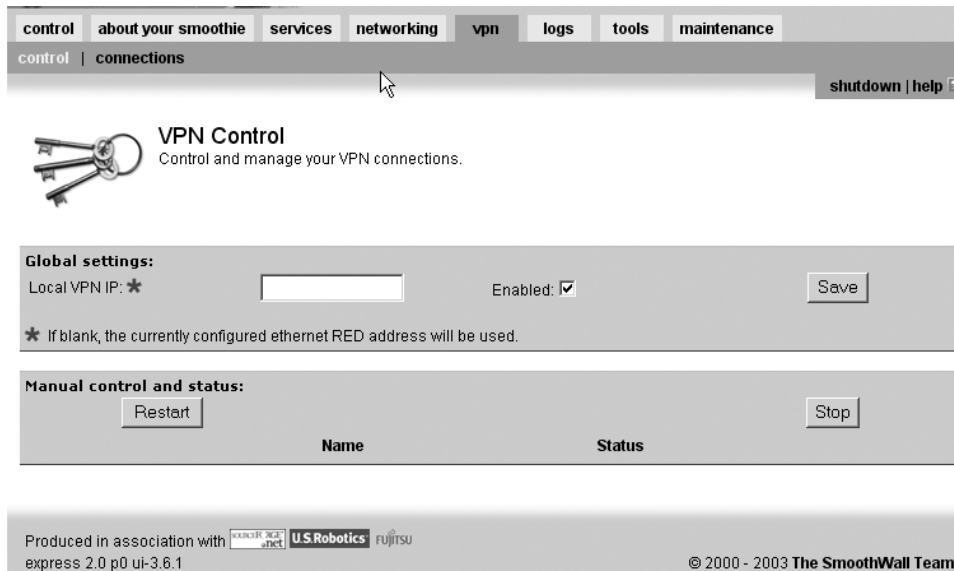 control about your smoothie services networking vpn logs tools maintenance
control | connections
shutdown | help
VPN Control
Control and manage your VPN connections.
Global settings:
Local VPN IP: * Enabled: Save
* If blank, the currently configured ethernet RED address will be used.
Manual control and status:
Restart Stop
Name Status
Produced in association with SOURCEFORGE .net U.S.Robotics FUJITSU
express 2.0 p0 ui-3.6.1
© 2000 - 2003 The SmoothWall Team